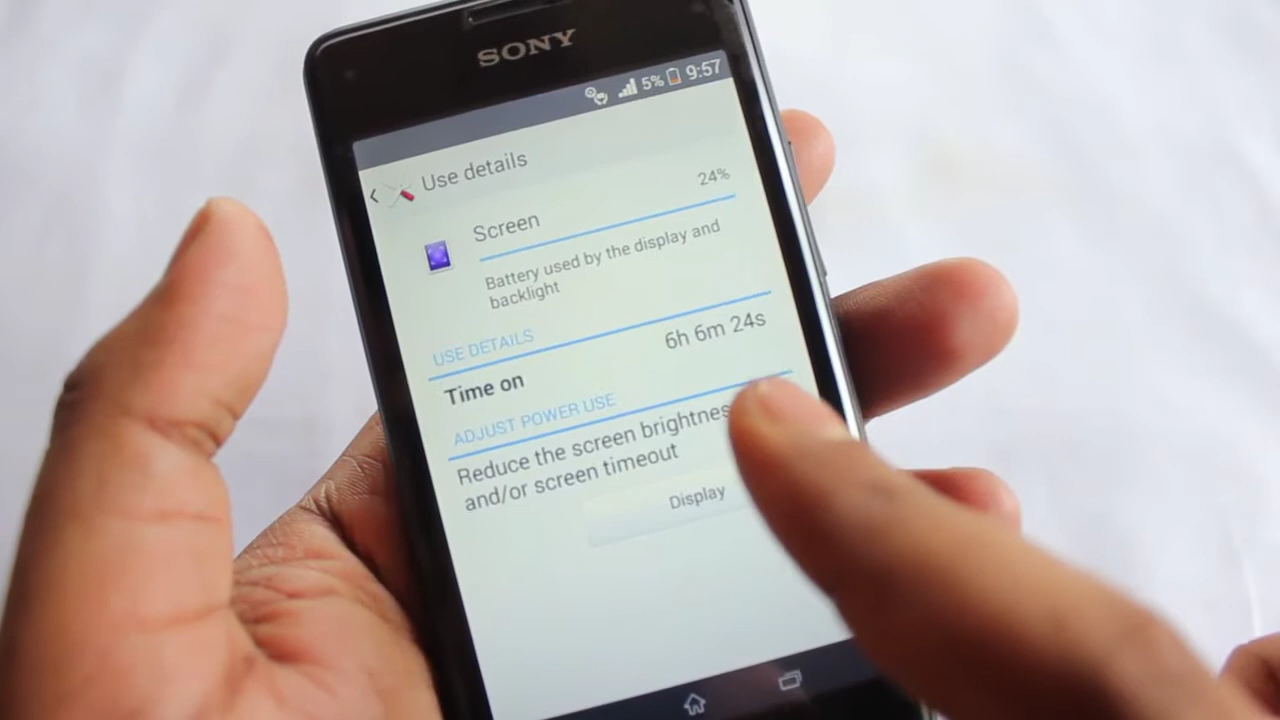 SONY
5% 9:57
Use details
24%
Screen
Battery used by the display and
backlight
USE DETAILS
6h 6m 24s
Time on
ADJUST POWER USE
Reduce the screen brightness
and/or screen timeout
Display